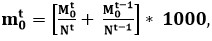 m₀ᵗ = [M₀ᵗ/Nᵗ + M₀ᵗ⁻¹/Nᵗ⁻¹] * 1000,